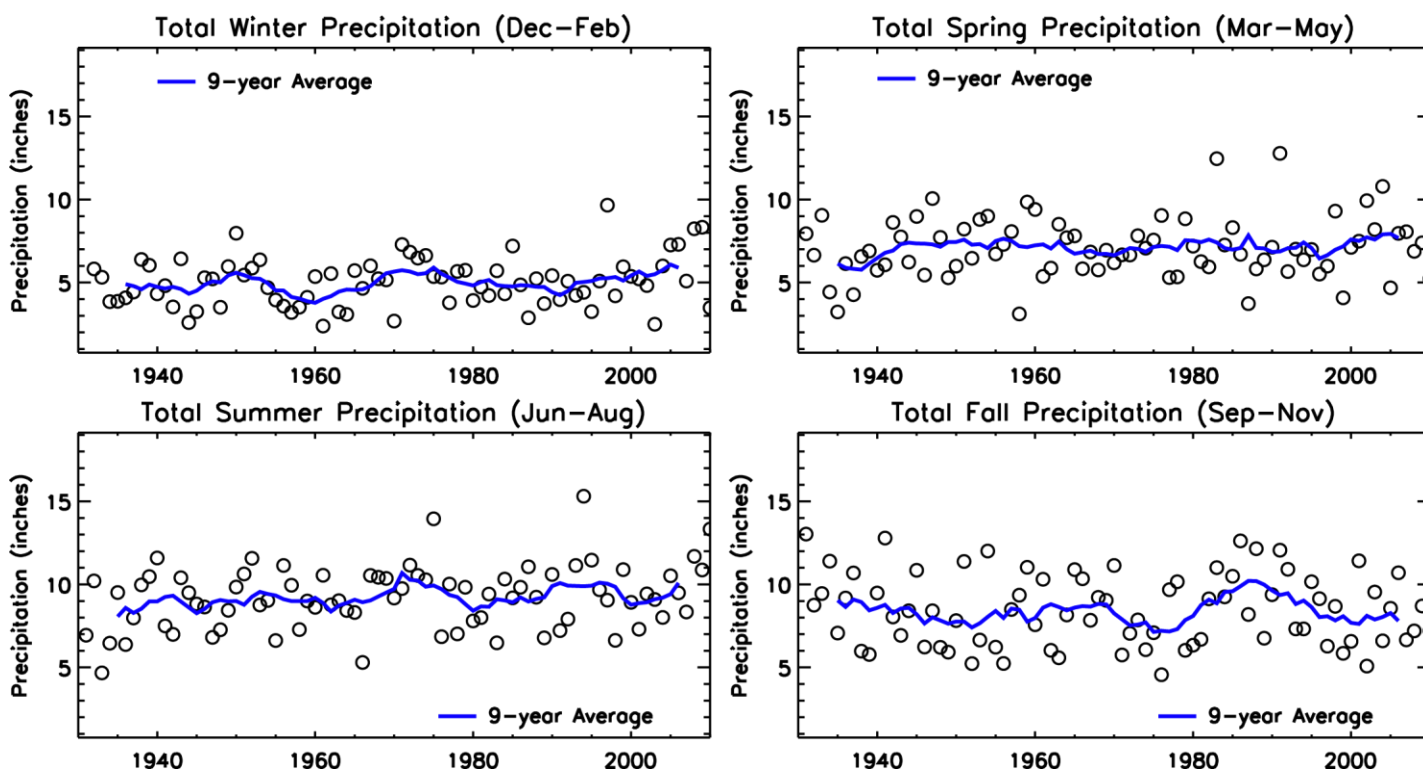 Total Winter Precipitation (Dec-Feb)
9-year Average
Precipitation (inches)
15
10
5
1940 1960 1980 2000
Total Spring Precipitation (Mar-May)
9-year Average
Precipitation (inches)
15
10
5
1940 1960 1980 2000
Total Summer Precipitation (Jun-Aug)
Precipitation (inches)
15
10
5
9-year Average
1940 1960 1980 2000
Total Fall Precipitation (Sep-Nov)
Precipitation (inches)
15
10
5
9-year Average
1940 1960 1980 2000